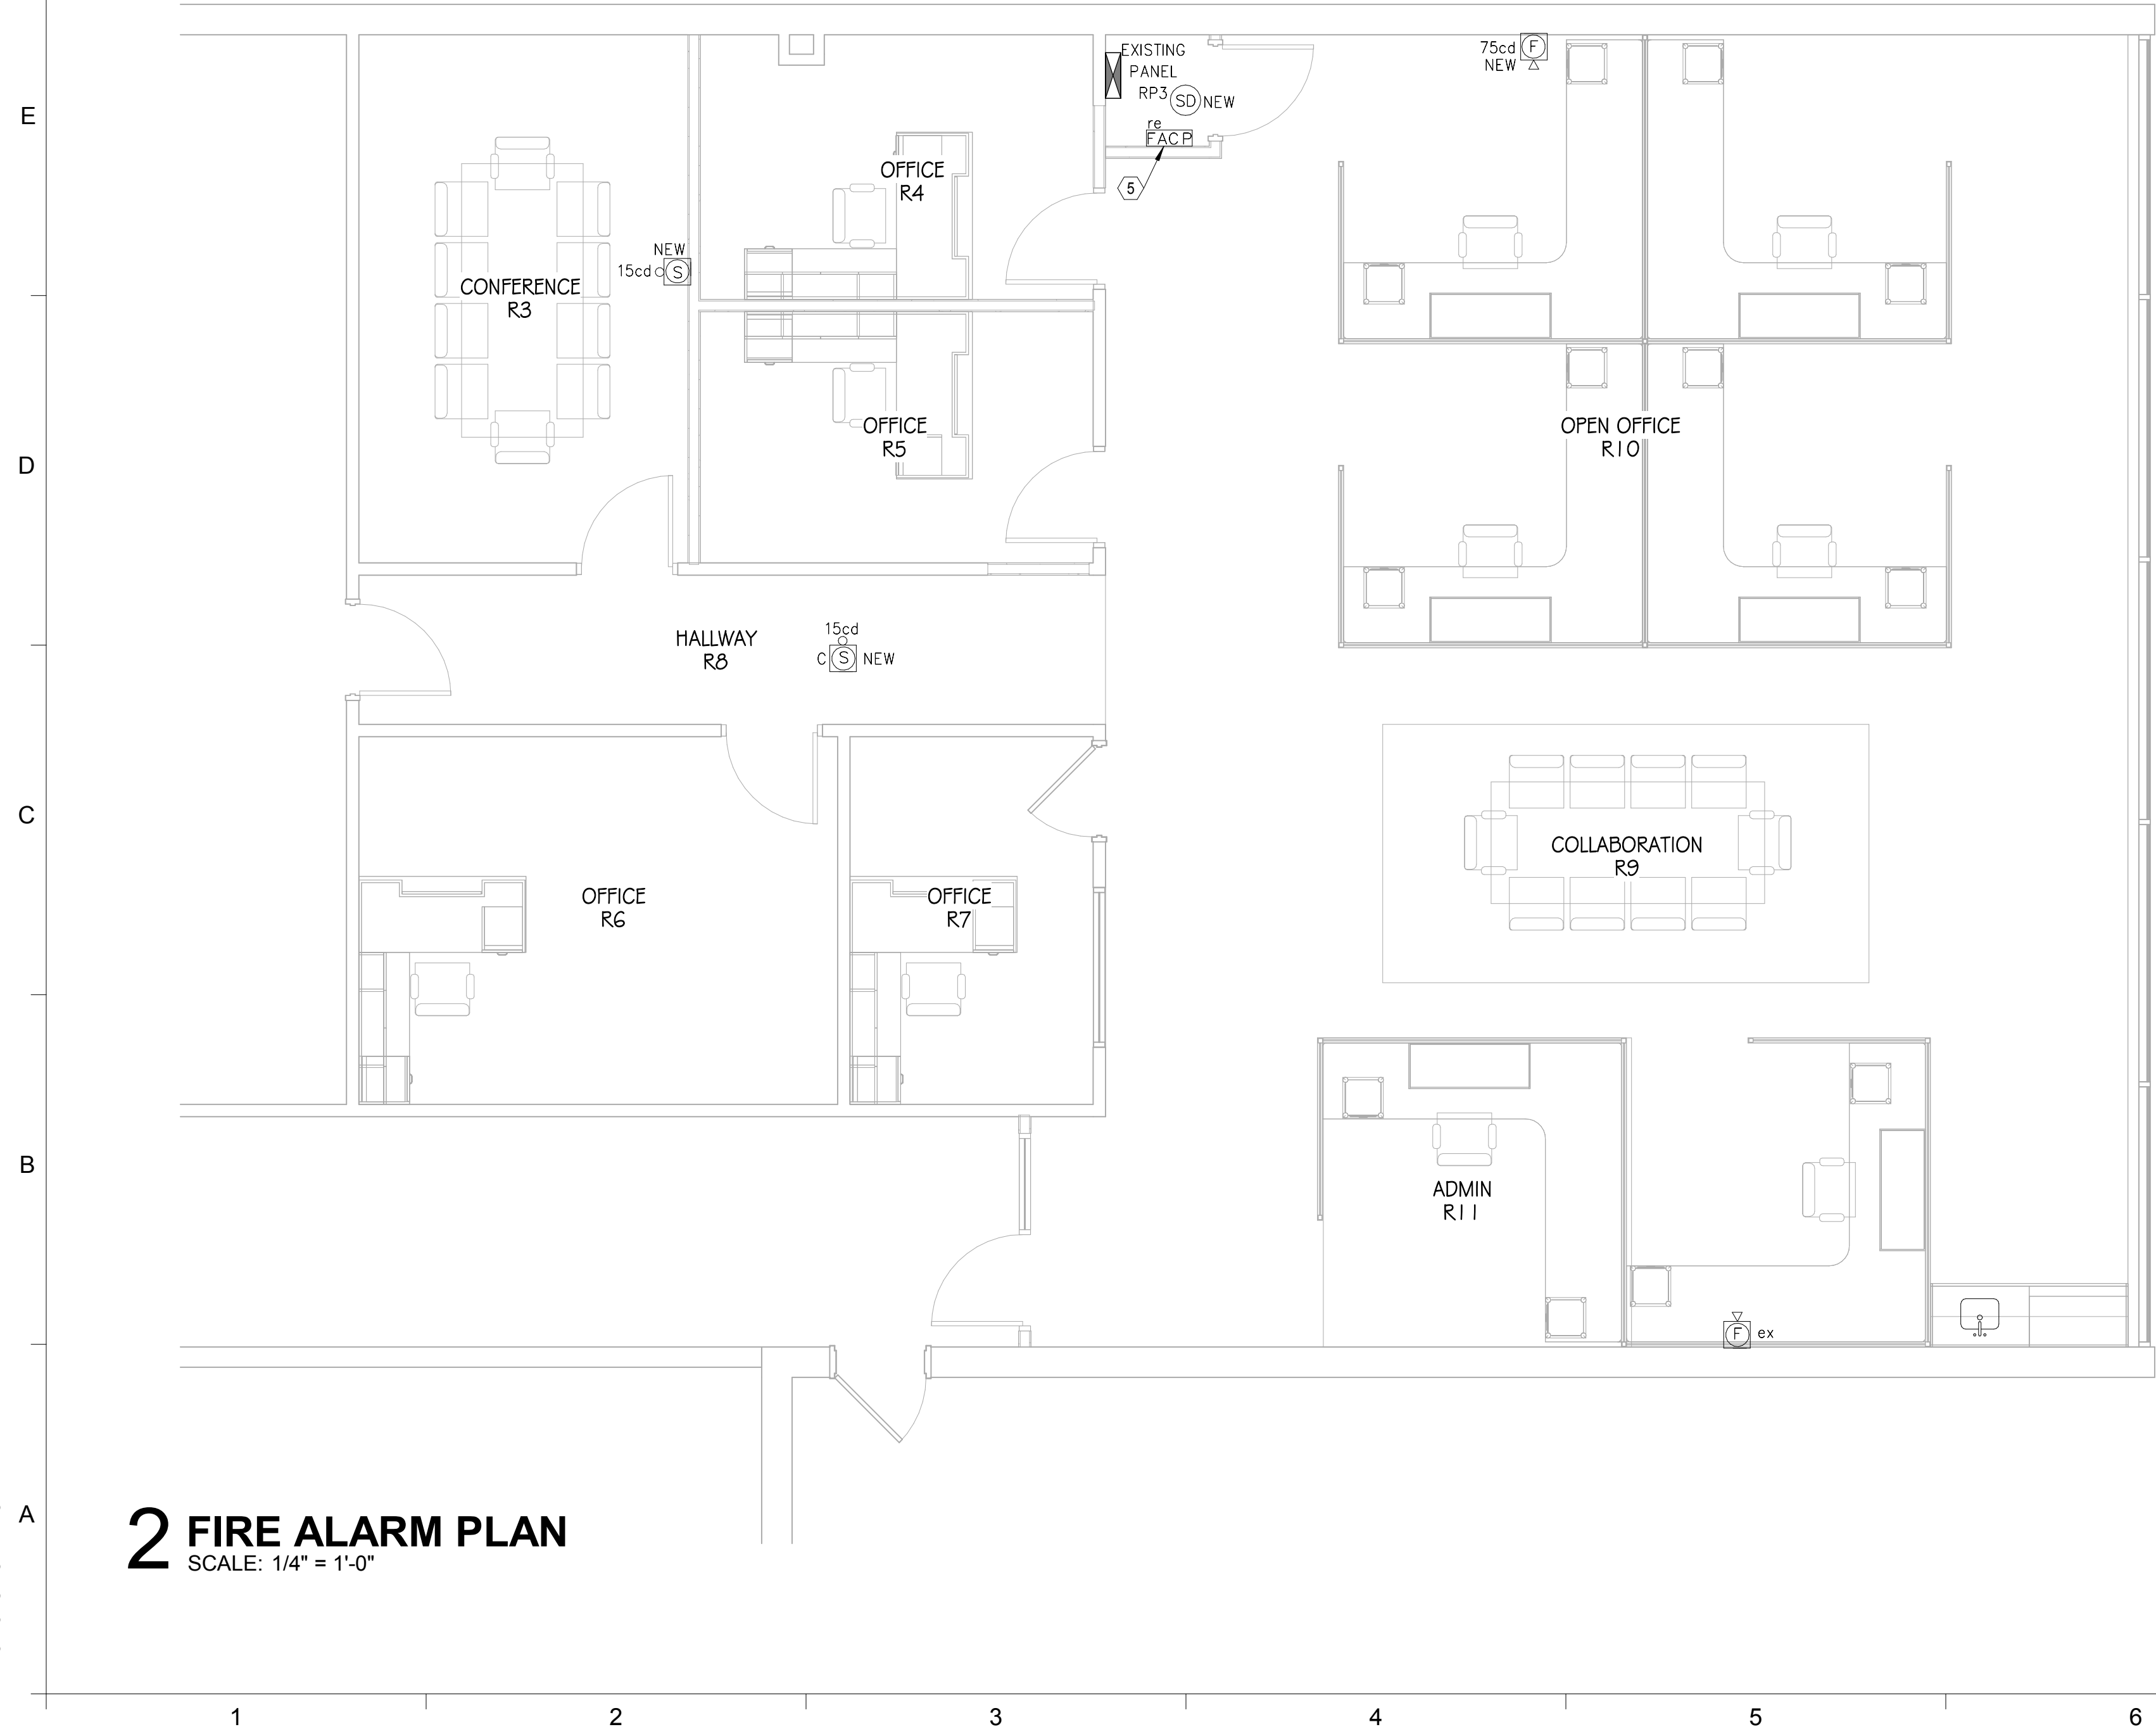 E
EXISTING
PANEL
RP3
SD NEW
re
FACP
5
75cd F
NEW
OFFICE
R4
NEW
15cd S
CONFERENCE
R3
D
OFFICE
R5
OPEN OFFICE
R10
HALLWAY
R8
15cd
C S NEW
C
COLLABORATION
R9
OFFICE
R6
OFFICE
R7
B
ADMIN
R11
F ex
A
2 FIRE ALARM PLAN
SCALE: 1/4" = 1'-0"
1 2 3 4 5 6